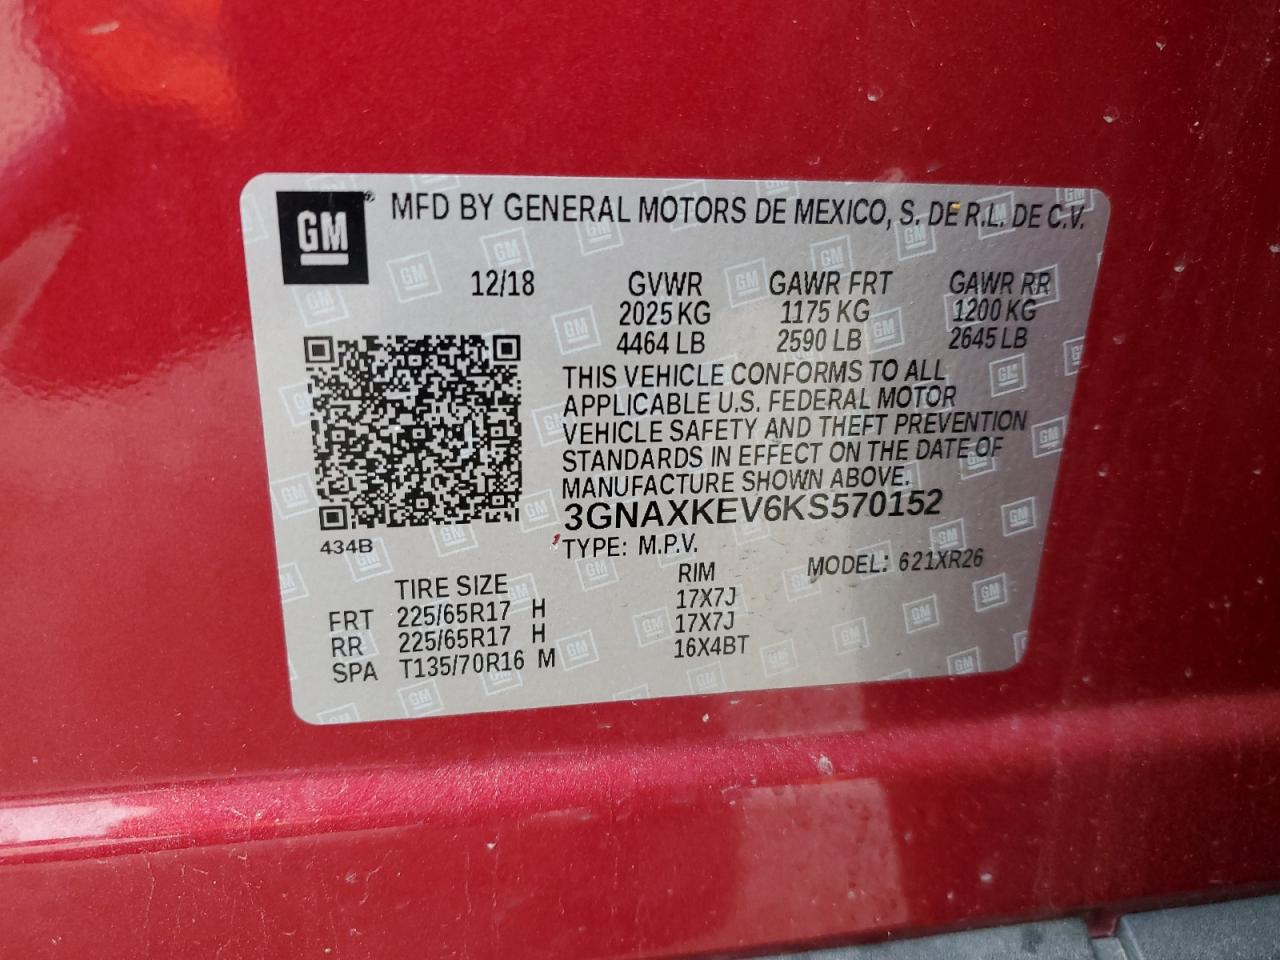 GM® MFD BY GENERAL MOTORS DE MEXICO, S. DE R.L. DE C.V.
12/18 GVWR GAWR FRT GAWR RR
2025 KG 1175 KG 1200 KG
4464 LB 2590 LB 2645 LB
THIS VEHICLE CONFORMS TO ALL
APPLICABLE U.S. FEDERAL MOTOR
VEHICLE SAFETY AND THEFT PREVENTION
STANDARDS IN EFFECT ON THE DATE OF
MANUFACTURE SHOWN ABOVE.
3GNAXKEV6KS570152
434B
TYPE: M.P.V. MODEL: 621XR26
TIRE SIZE RIM
FRT 225/65R17 H 17X7J
RR 225/65R17 H 17X7J
SPA T135/70R16 M 16X4BT